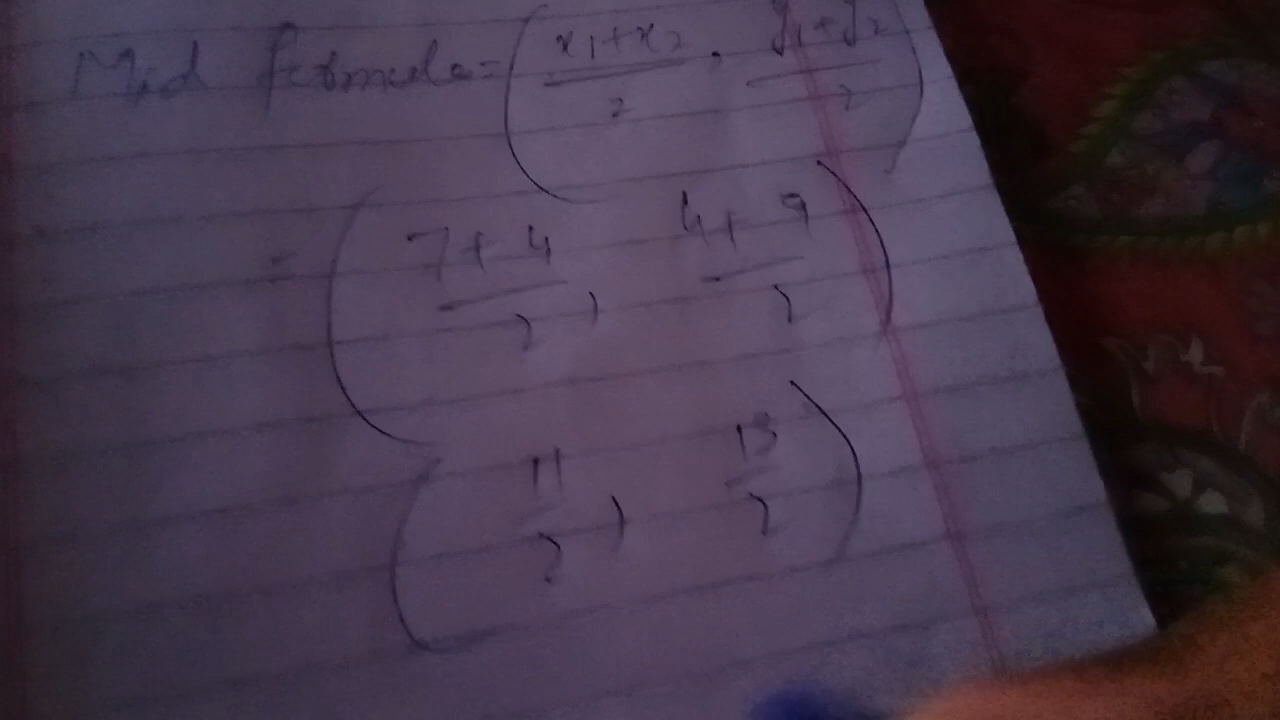 Mid formula = (x1+x2/2, y1+y2/2)
= (7+4/2, 4+9/2)
(11/2, 13/2)